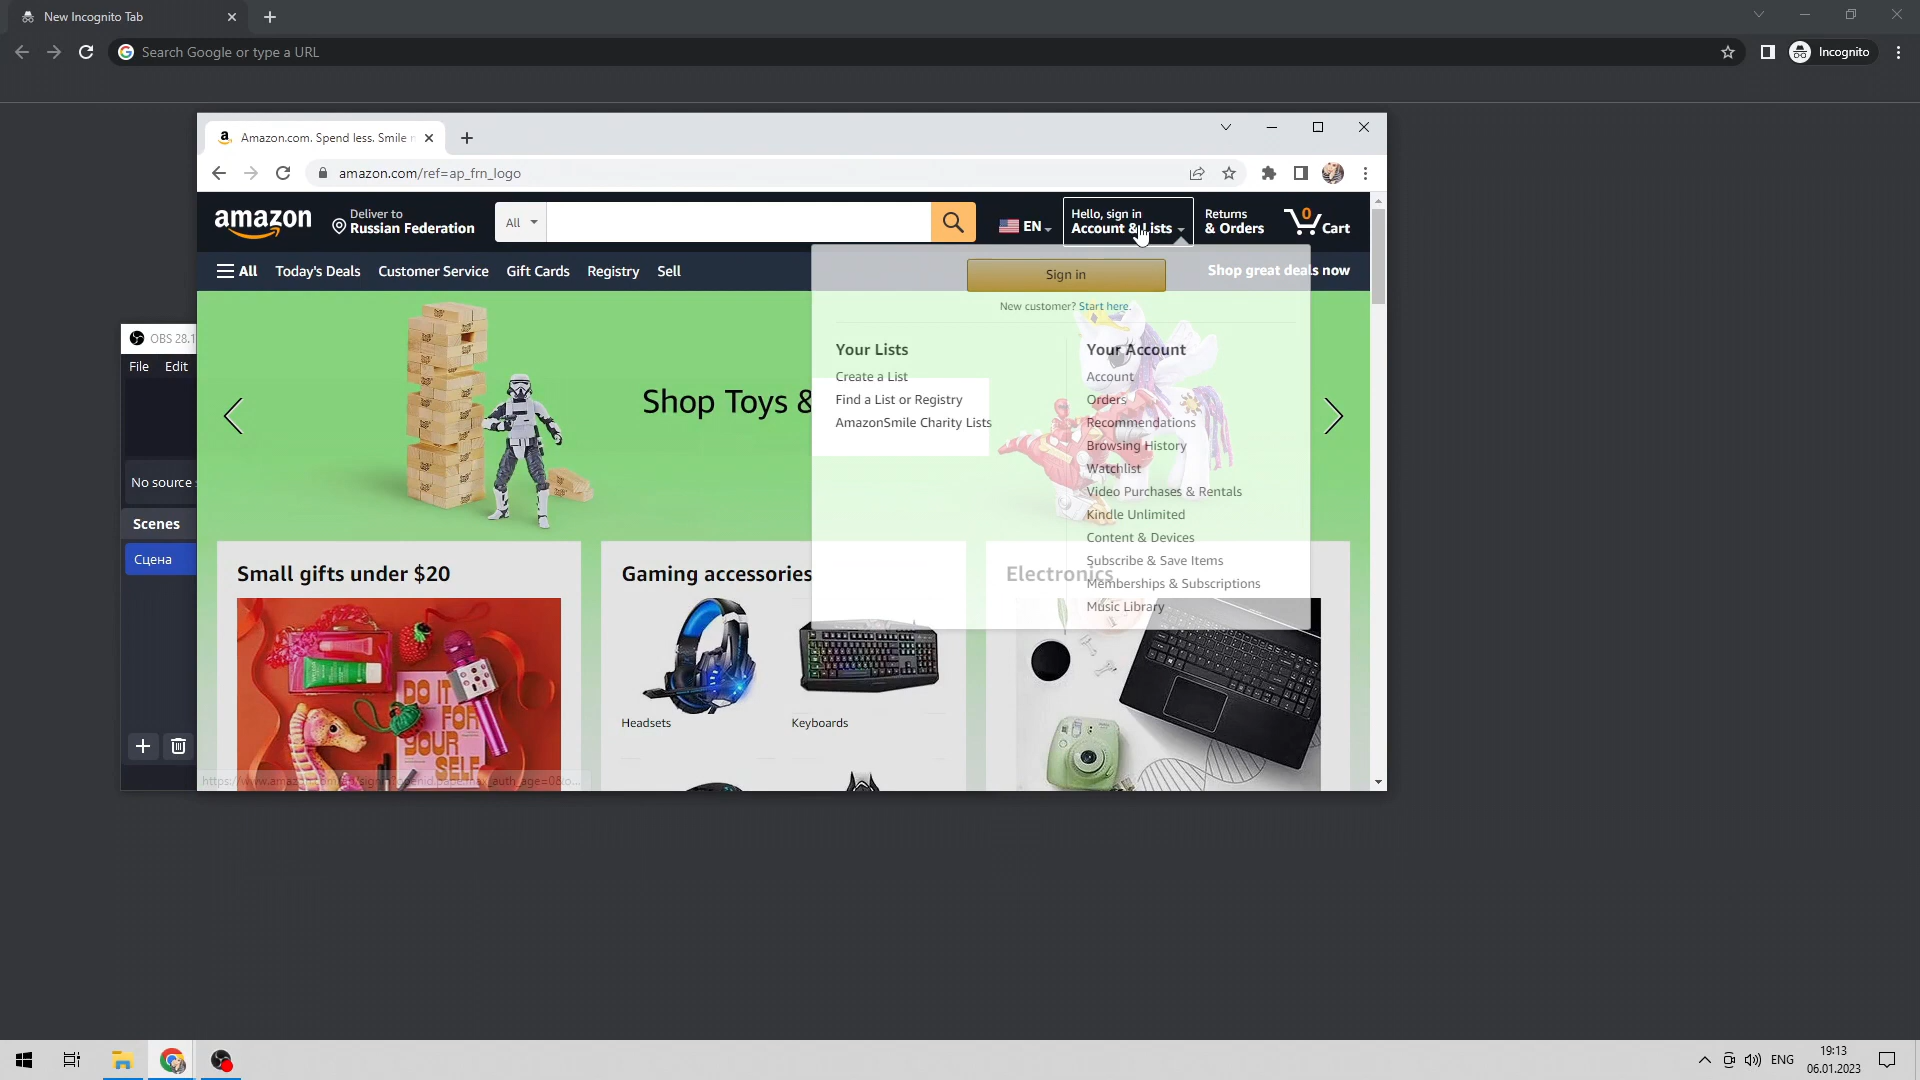 New Incognito Tab
Search Google or type a URL
Incognito
Amazon.com. Spend less. Smile
amazon.com/ref=ap_frn_logo
amazon
Deliver to
Russian Federation
All
EN
Hello, sign in
Account & Lists
Returns
& Orders
0
Cart
All
Today's Deals
Customer Service
Gift Cards
Registry
Sell
Shop great deals now
Sign in
New customer? Start here.
Your Lists
Create a List
Find a List or Registry
AmazonSmile Charity Lists
Your Account
Account
Orders
Recommendations
Browsing History
Watchlist
Video Purchases & Rentals
Kindle Unlimited
Content & Devices
Subscribe & Save Items
Memberships & Subscriptions
Music Library
Shop Toys &
OBS 28.1
File
Edit
No source
Scenes
Сцена
Small gifts under $20
DO IT
FOR
YOUR
SELF
Gaming accessories
Headsets
Keyboards
Electronics
ENG
19:13
06.01.2023